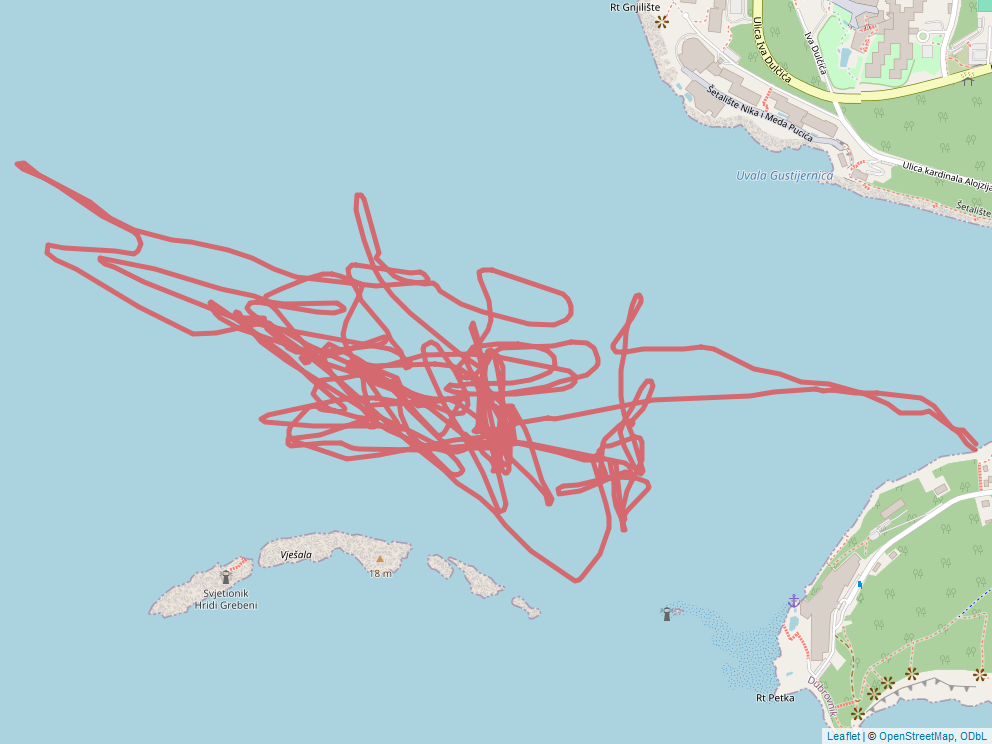 Rt Gnjilište
Ulica Iva Dulčića
Iva Dulčića
Šetalište Nika i Meda Pucića
Uvala Gustijernica
Ulica kardinala Alojzija
Šetalište
Vješala
18 m
Svjetionik
Hridi Grebeni
Rt Petka
Dubrovnik
Leaflet | © OpenStreetMap, ODbL